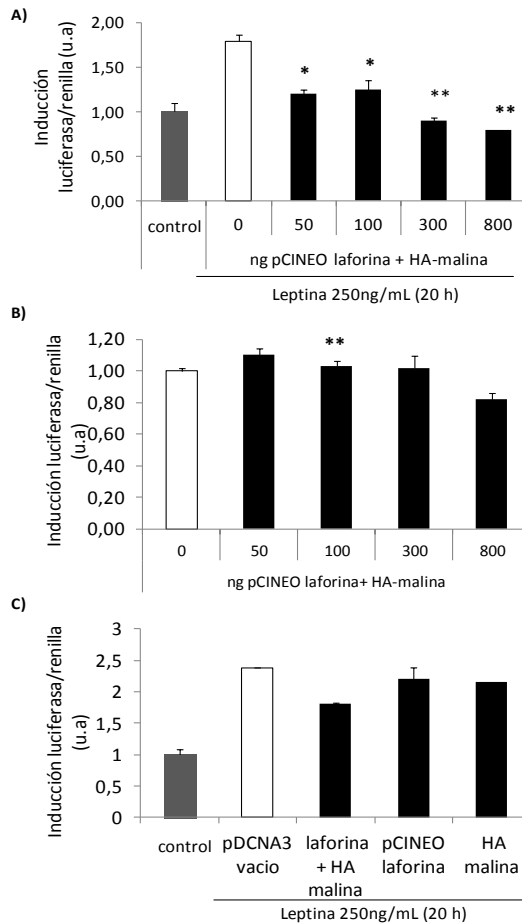 A)
Inducción
luciferasa/renilla (u.a)
2,00
1,50
1,00
0,50
0,00
*
*
**
**
control
0
50
100
300
800
ng pCINEO laforina + HA-malina
Leptina 250ng/mL (20 h)
B)
Inducción luciferasa/renilla
(u.a)
1,20
1,00
0,80
0,60
0,40
0,20
0,00
**
0
50
100
300
800
ng pCINEO laforina+ HA-malina
C)
Inducción luciferasa/renilla
(u.a)
3
2,5
2
1,5
1
0,5
0
control
pDCNA3
vacio
laforina
+ HA
malina
pCINEO
laforina
HA
malina
Leptina 250ng/mL (20 h)